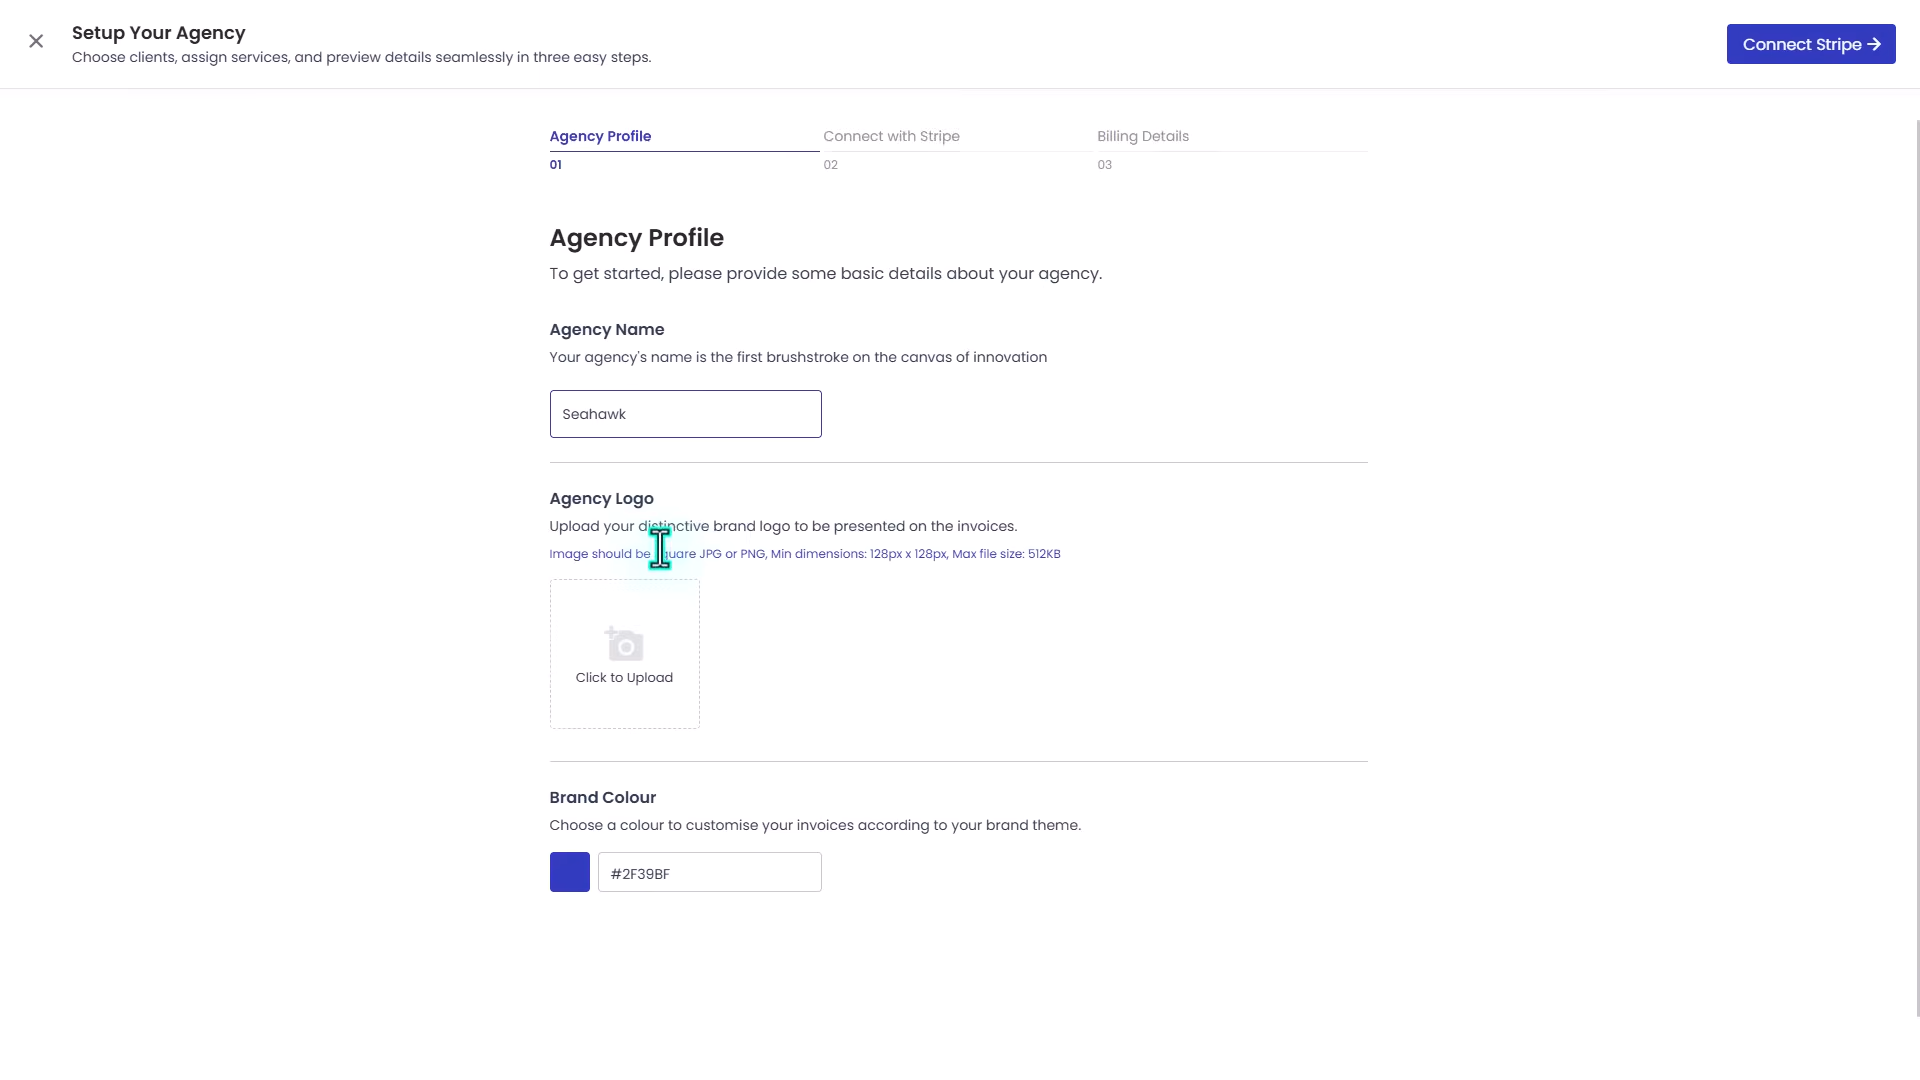 Setup Your Agency
Choose clients, assign services, and preview details seamlessly in three easy steps.
Connect Stripe
Agency Profile
01
Connect with Stripe
02
Billing Details
03
Agency Profile
To get started, please provide some basic details about your agency.
Agency Name
Your agency's name is the first brushstroke on the canvas of innovation
Seahawk
Agency Logo
Upload your distinctive brand logo to be presented on the invoices.
Image should be square JPG or PNG, Min dimensions: 128px x 128px, Max file size: 512KB
Click to Upload
Brand Colour
Choose a colour to customise your invoices according to your brand theme.
#2F39BF